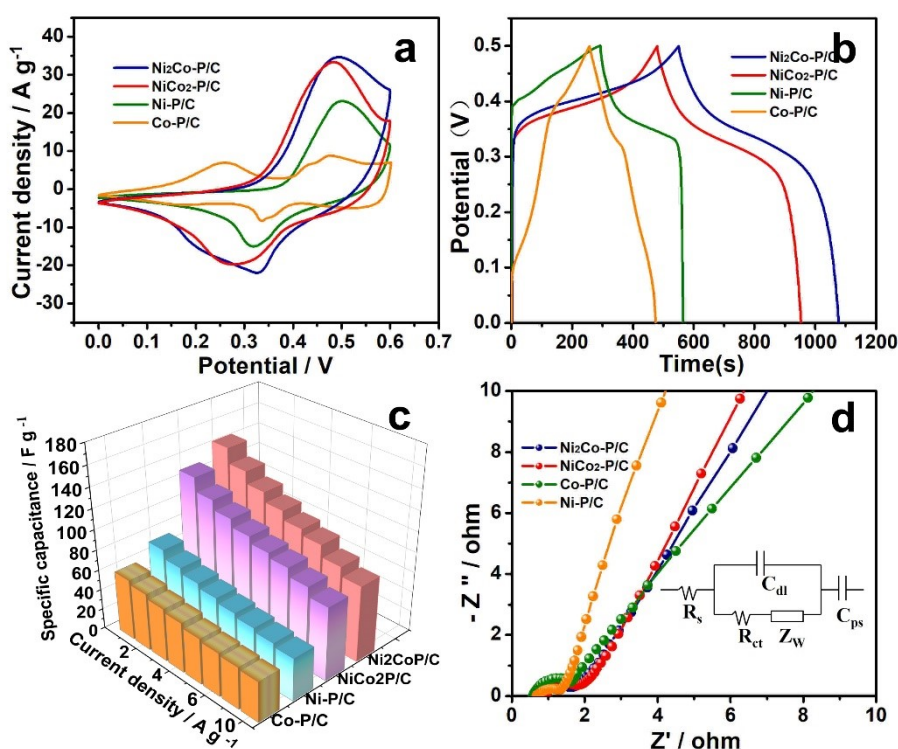 a
Ni₂Co-P/C
NiCo₂-P/C
Ni-P/C
Co-P/C
Current density / A g⁻¹
40
30
20
10
0
-10
-20
-30
0.0 0.1 0.2 0.3 0.4 0.5 0.6 0.7
Potential / V
b
Ni₂Co-P/C
NiCo₂-P/C
Ni-P/C
Co-P/C
Potential (V)
0.5
0.4
0.3
0.2
0.1
0.0
0 200 400 600 800 1000 1200
Time(s)
c
Specific capacitance / F g⁻¹
180
160
140
120
100
80
60
40
20
0
2
4
6
8
10
Current density / A g⁻¹
Ni2CoP/C
NiCo2P/C
Ni-P/C
Co-P/C
d
Ni₂Co-P/C
NiCo₂-P/C
Co-P/C
Ni-P/C
- Z'' / ohm
10
8
6
4
2
0
0 2 4 6 8 10
Z' / ohm
Rs
Cdl
Rct
Zw
Cps